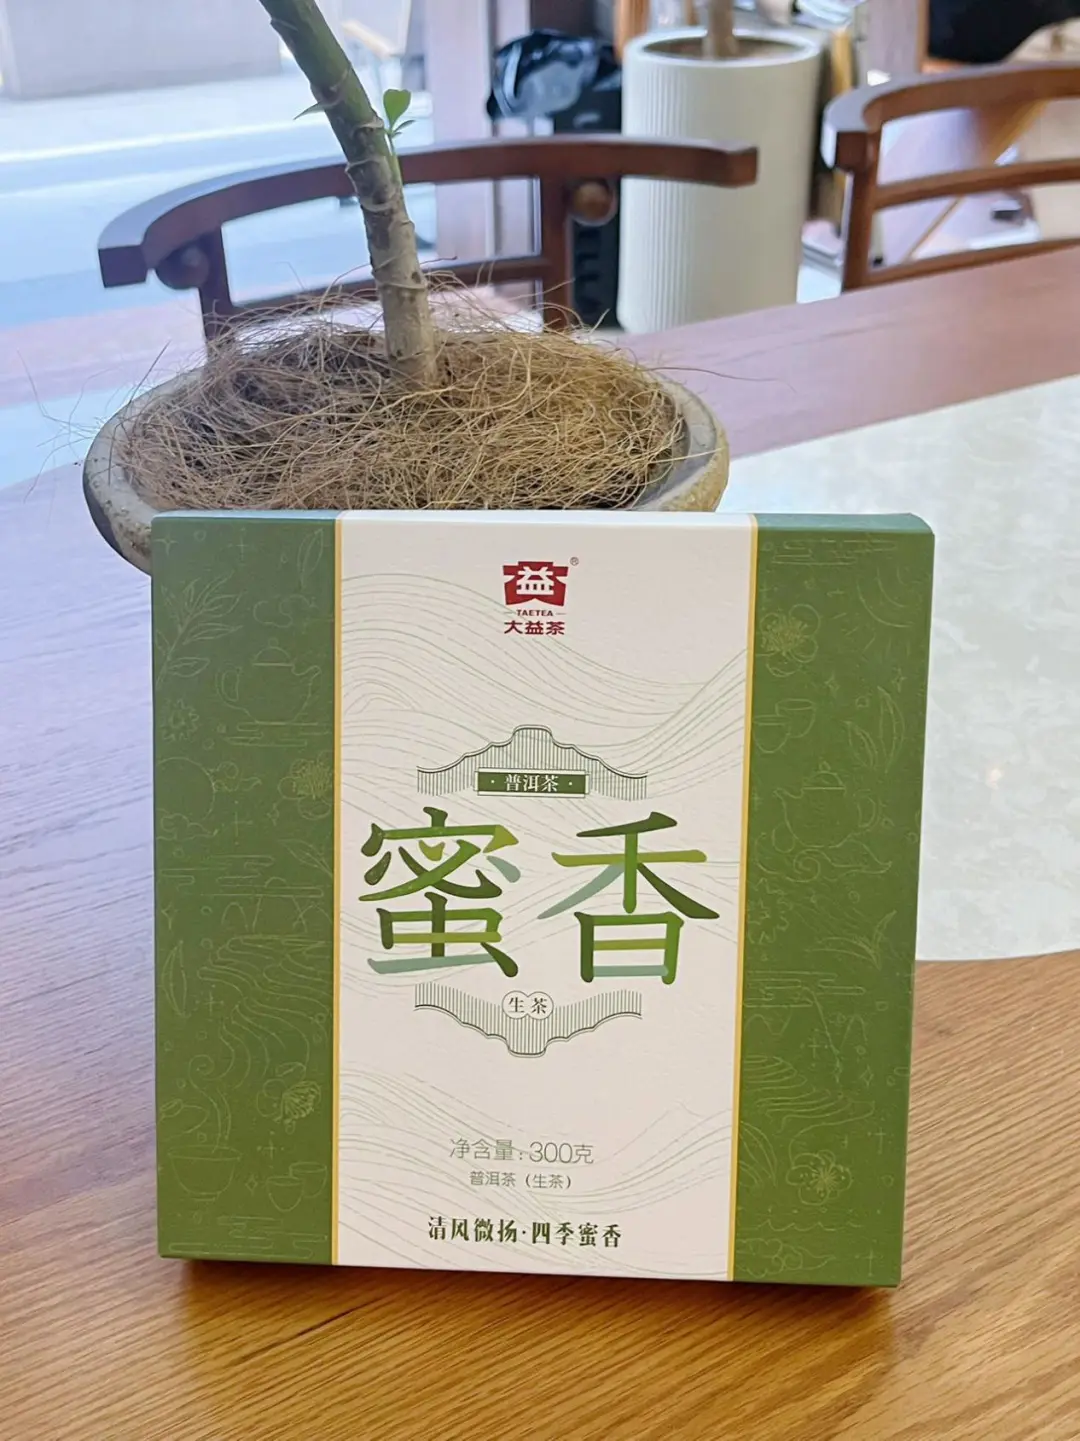 益®
TAETEA
大益茶
·普洱茶·
蜜香
生茶
净含量:300克
普洱茶（生茶）
清风微扬·四季蜜香